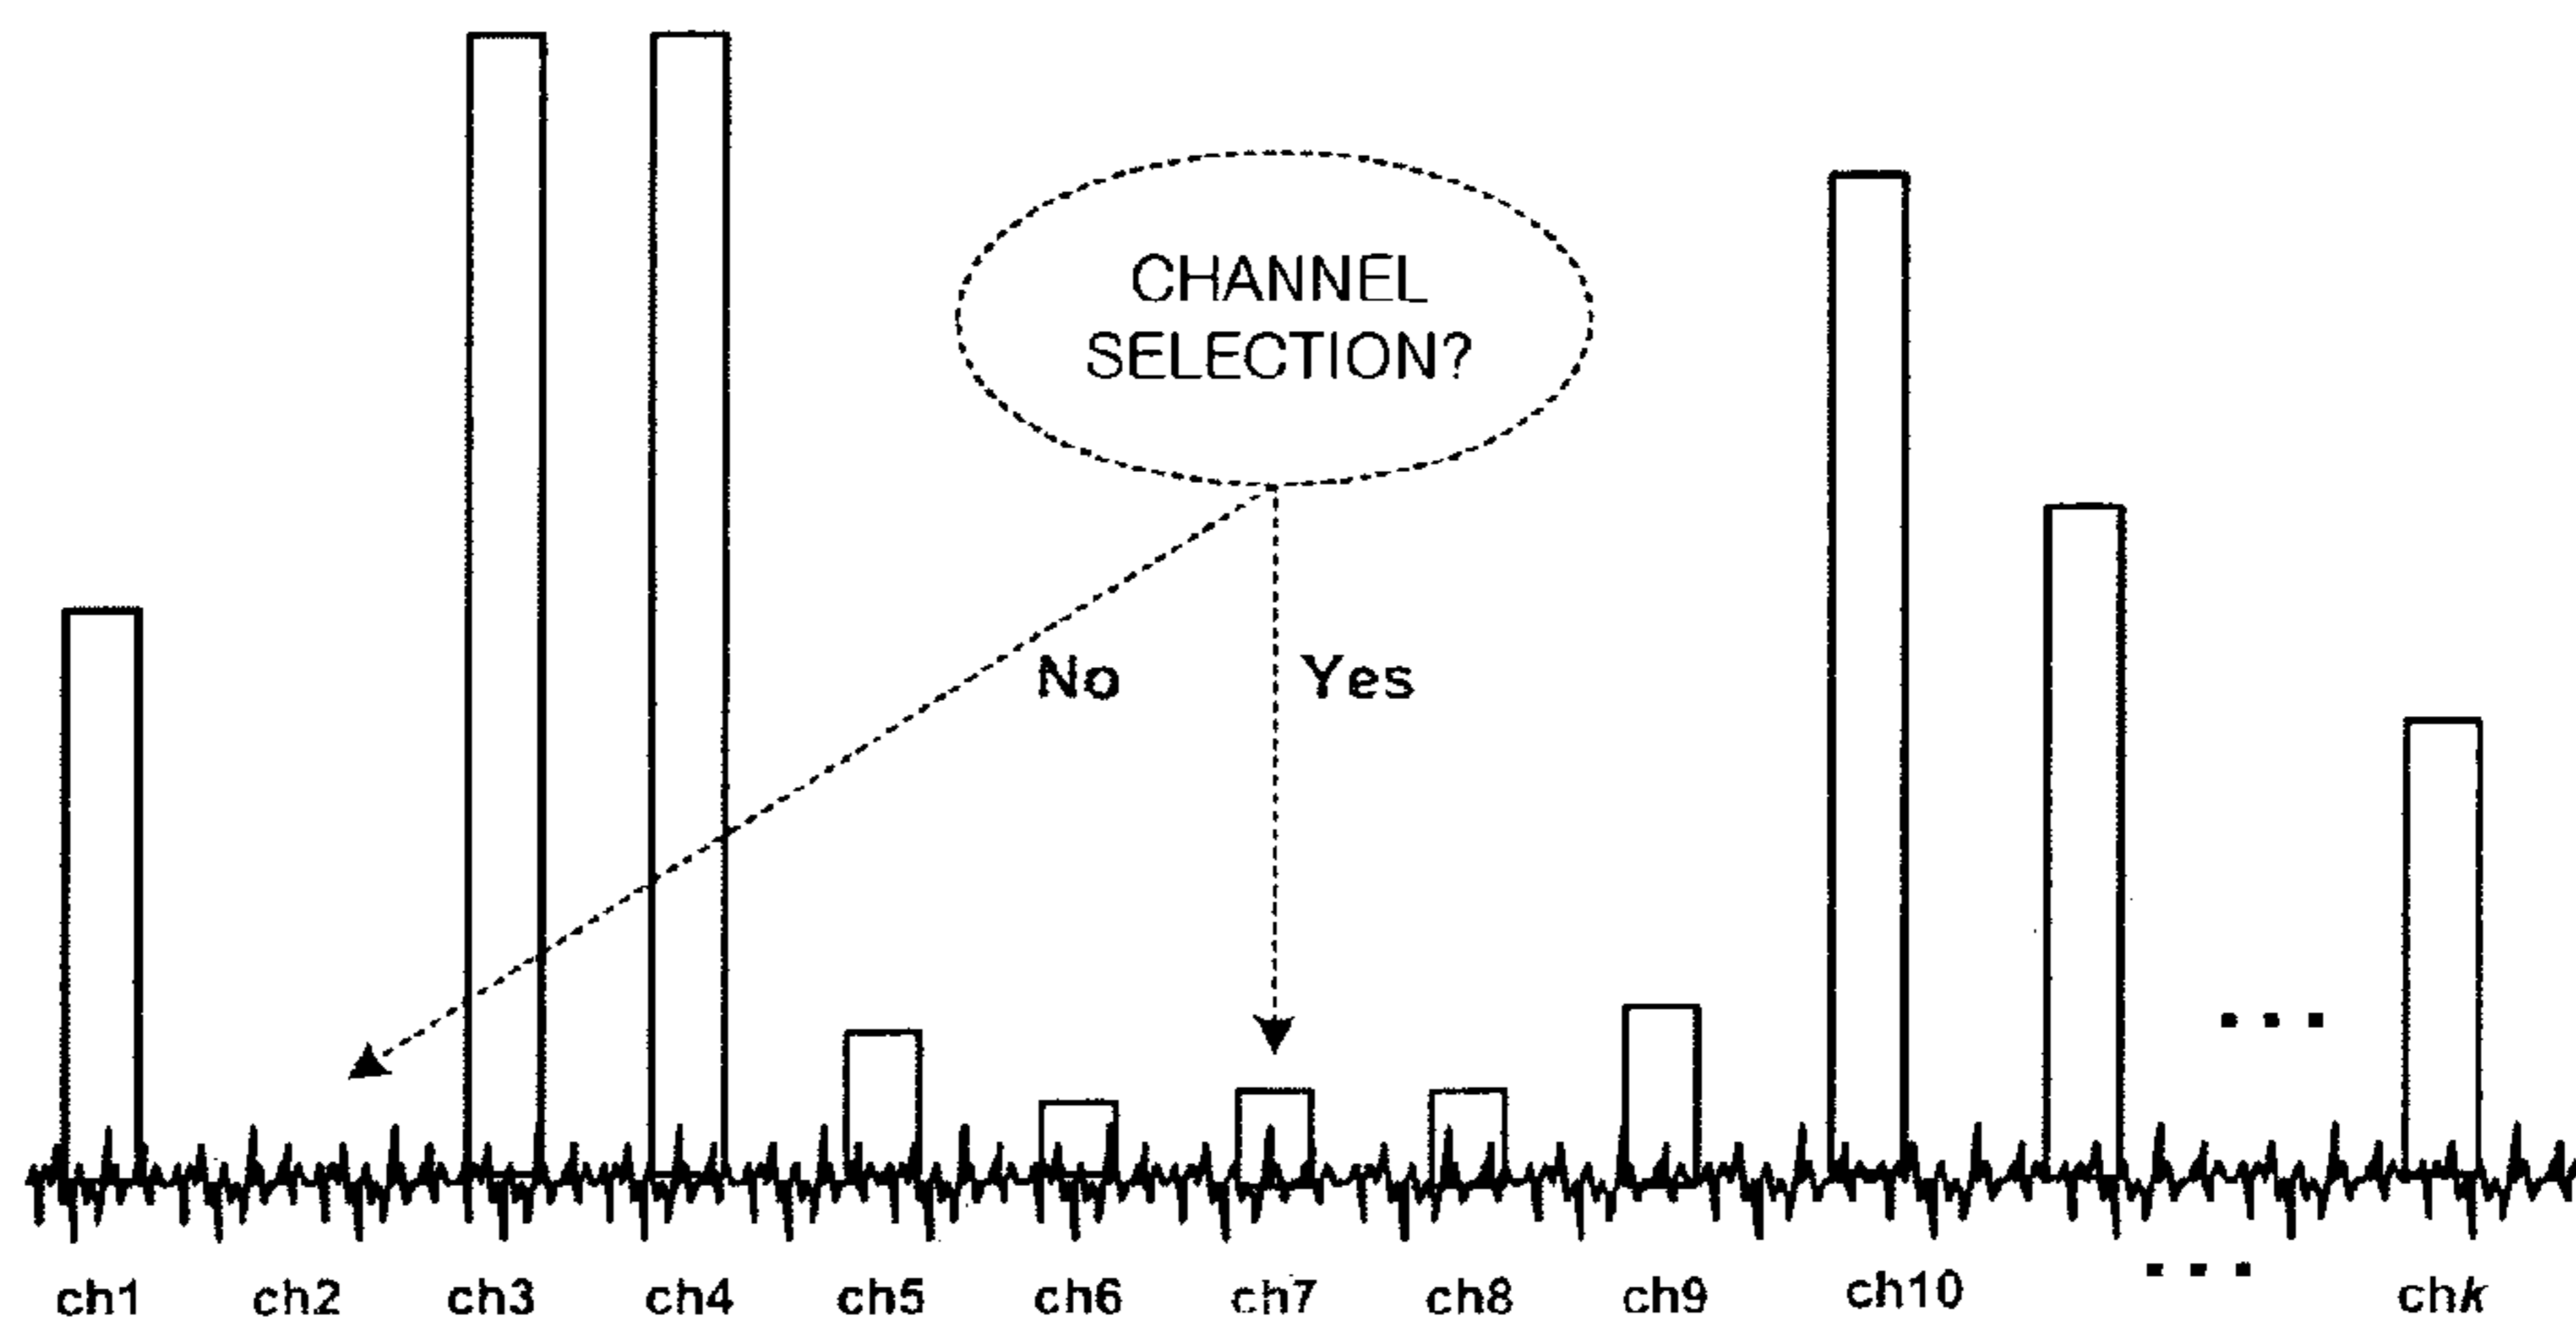 CHANNEL
SELECTION?
No Yes
...
...
ch1 ch2 ch3 ch4 ch5 ch6 ch7 ch8 ch9 ch10 chk